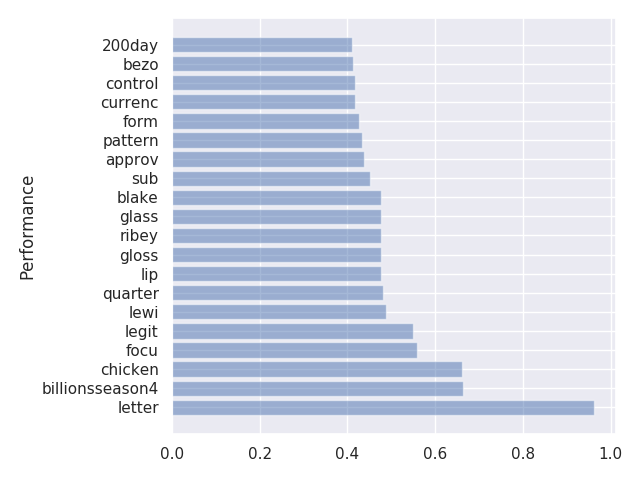 200day
bezo
control
currenc
form
pattern
approv
sub
blake
glass
ribey
gloss
lip
quarter
lewi
legit
focu
chicken
billionsseason4
letter
Performance
0.0 0.2 0.4 0.6 0.8 1.0